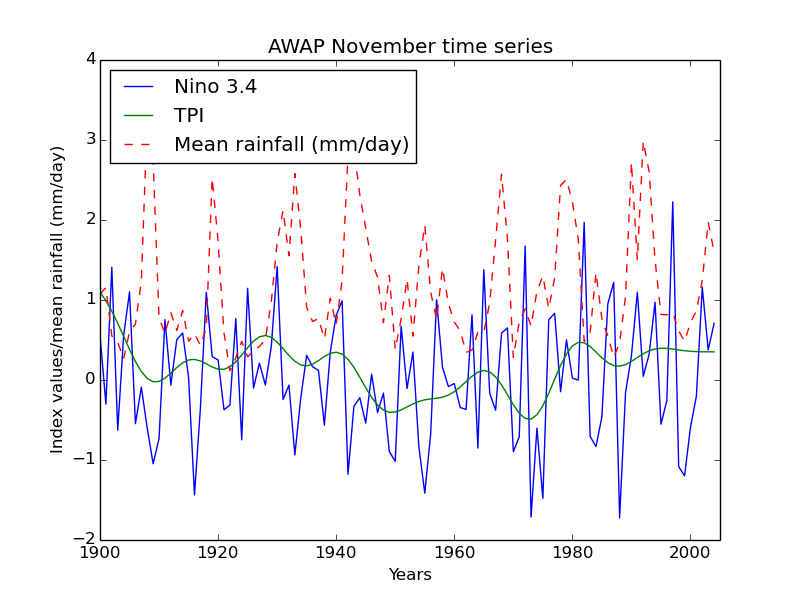 AWAP November time series
4
3
2
1
0
−1
−2
Index values/mean rainfall (mm/day)
Nino 3.4
TPI
Mean rainfall (mm/day)
1900 1920 1940 1960 1980 2000
Years